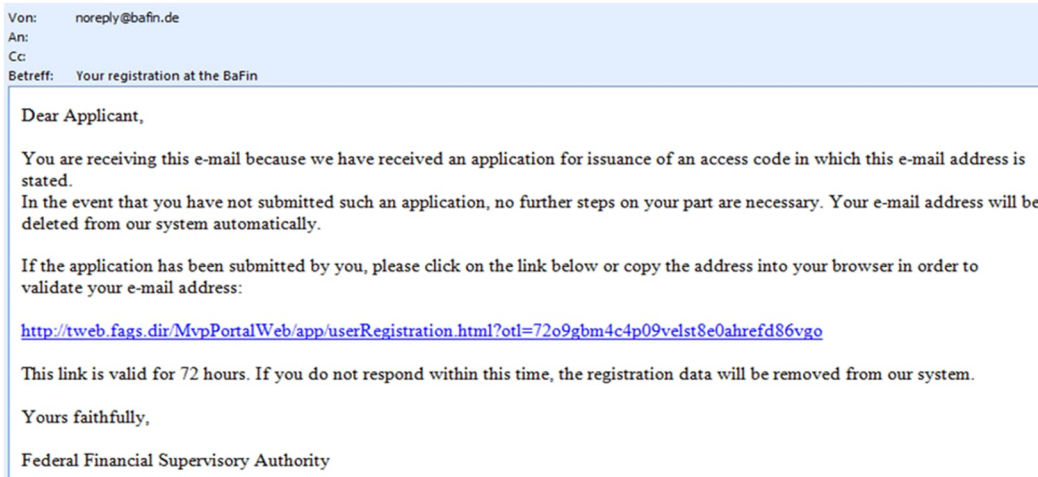 Von: noreply@bafin.de
An:
Cc:
Betreff: Your registration at the BaFin
Dear Applicant,
You are receiving this e-mail because we have received an application for issuance of an access code in which this e-mail address is
stated.
In the event that you have not submitted such an application, no further steps on your part are necessary. Your e-mail address will be
deleted from our system automatically.
If the application has been submitted by you, please click on the link below or copy the address into your browser in order to
validate your e-mail address:
http://tweb.fags.dir/MvpPortalWeb/app/userRegistration.html?otl=72o9gbm4c4p09velst8e0ahrefd86vgo
This link is valid for 72 hours. If you do not respond within this time, the registration data will be removed from our system.
Yours faithfully,
Federal Financial Supervisory Authority